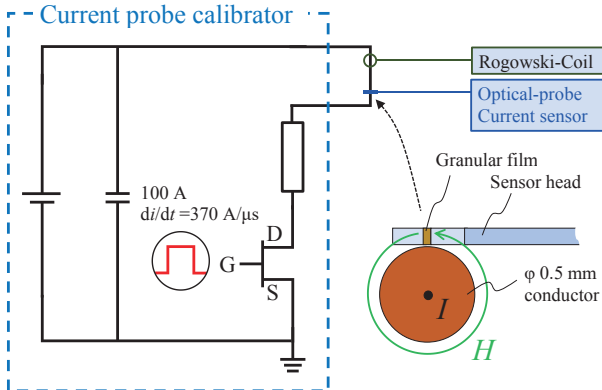 Current probe calibrator
Rogowski-Coil
Optical-probe
Current sensor
Granular film
Sensor head
100 A
di/dt =370 A/μs
D
G
S
φ 0.5 mm
conductor
I
H